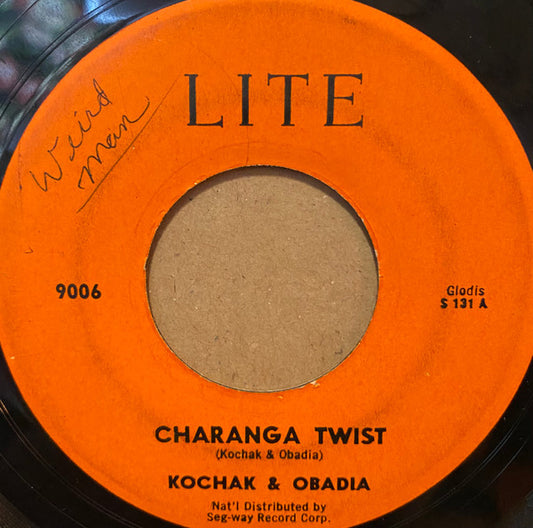 LITE
Weird
man
9006
Glodis
S 131 A
CHARANGA TWIST
(Kochak & Obadia)
KOCHAK & OBADIA
Nat'l Distributed by
Seg-way Record Corp.